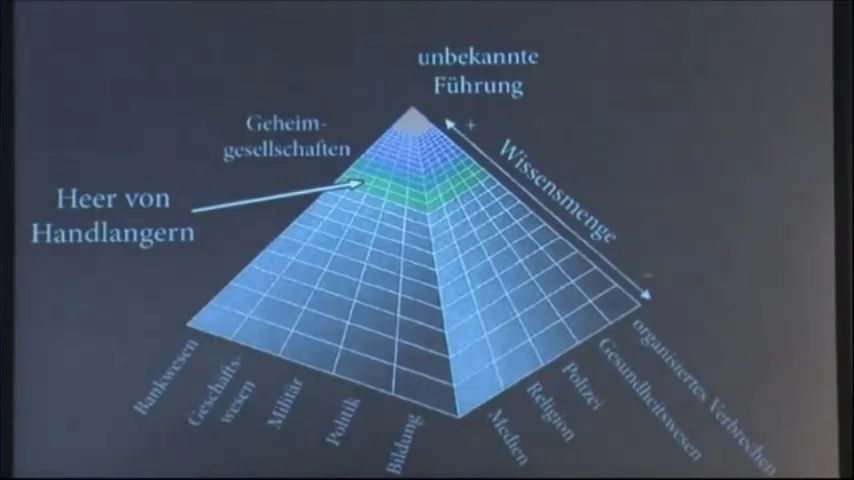 unbekannte
Führung
Geheim-
gesellschaften
+
Wissensmenge
Heer von
Handlangern
–
Bankwesen
Geschäfts-
wesen
Militär
Politik
Bildung
Medien
Religion
Polizei
Gesundheitswesen
organisiertes Verbrechen